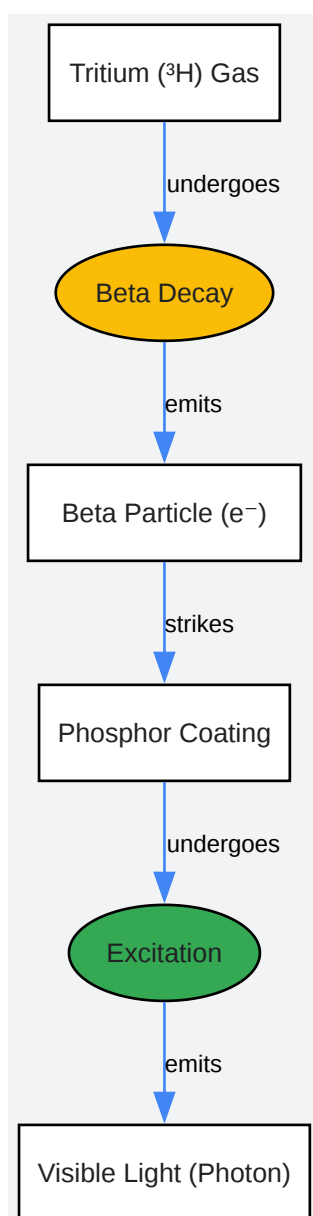 Tritium (³H) Gas
undergoes
Beta Decay
emits
Beta Particle (e⁻)
strikes
Phosphor Coating
undergoes
Excitation
emits
Visible Light (Photon)